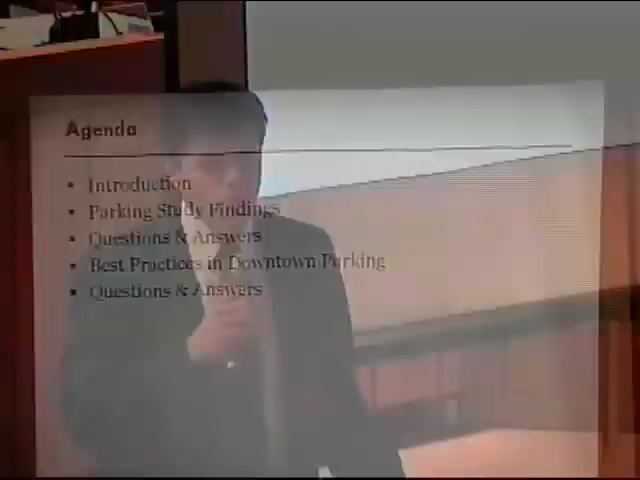 Agenda
• Introduction
• Parking Study Findings
• Questions & Answers
• Best Practices in Downtown Parking
• Questions & Answers